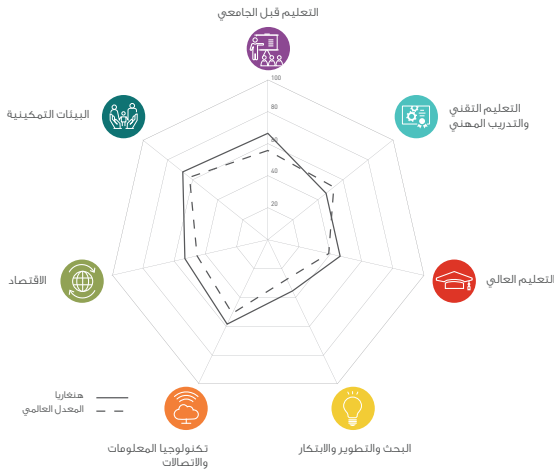 التعليم قبل الجامعي
100
80
60
40
20
التعليم التقني
والتدريب المهني
التعليم العالي
البحث والتطوير والابتكار
تكنولوجيا المعلومات
والاتصالات
الاقتصاد
البيئات التمكينية
هنغاريا
المعدل العالمي